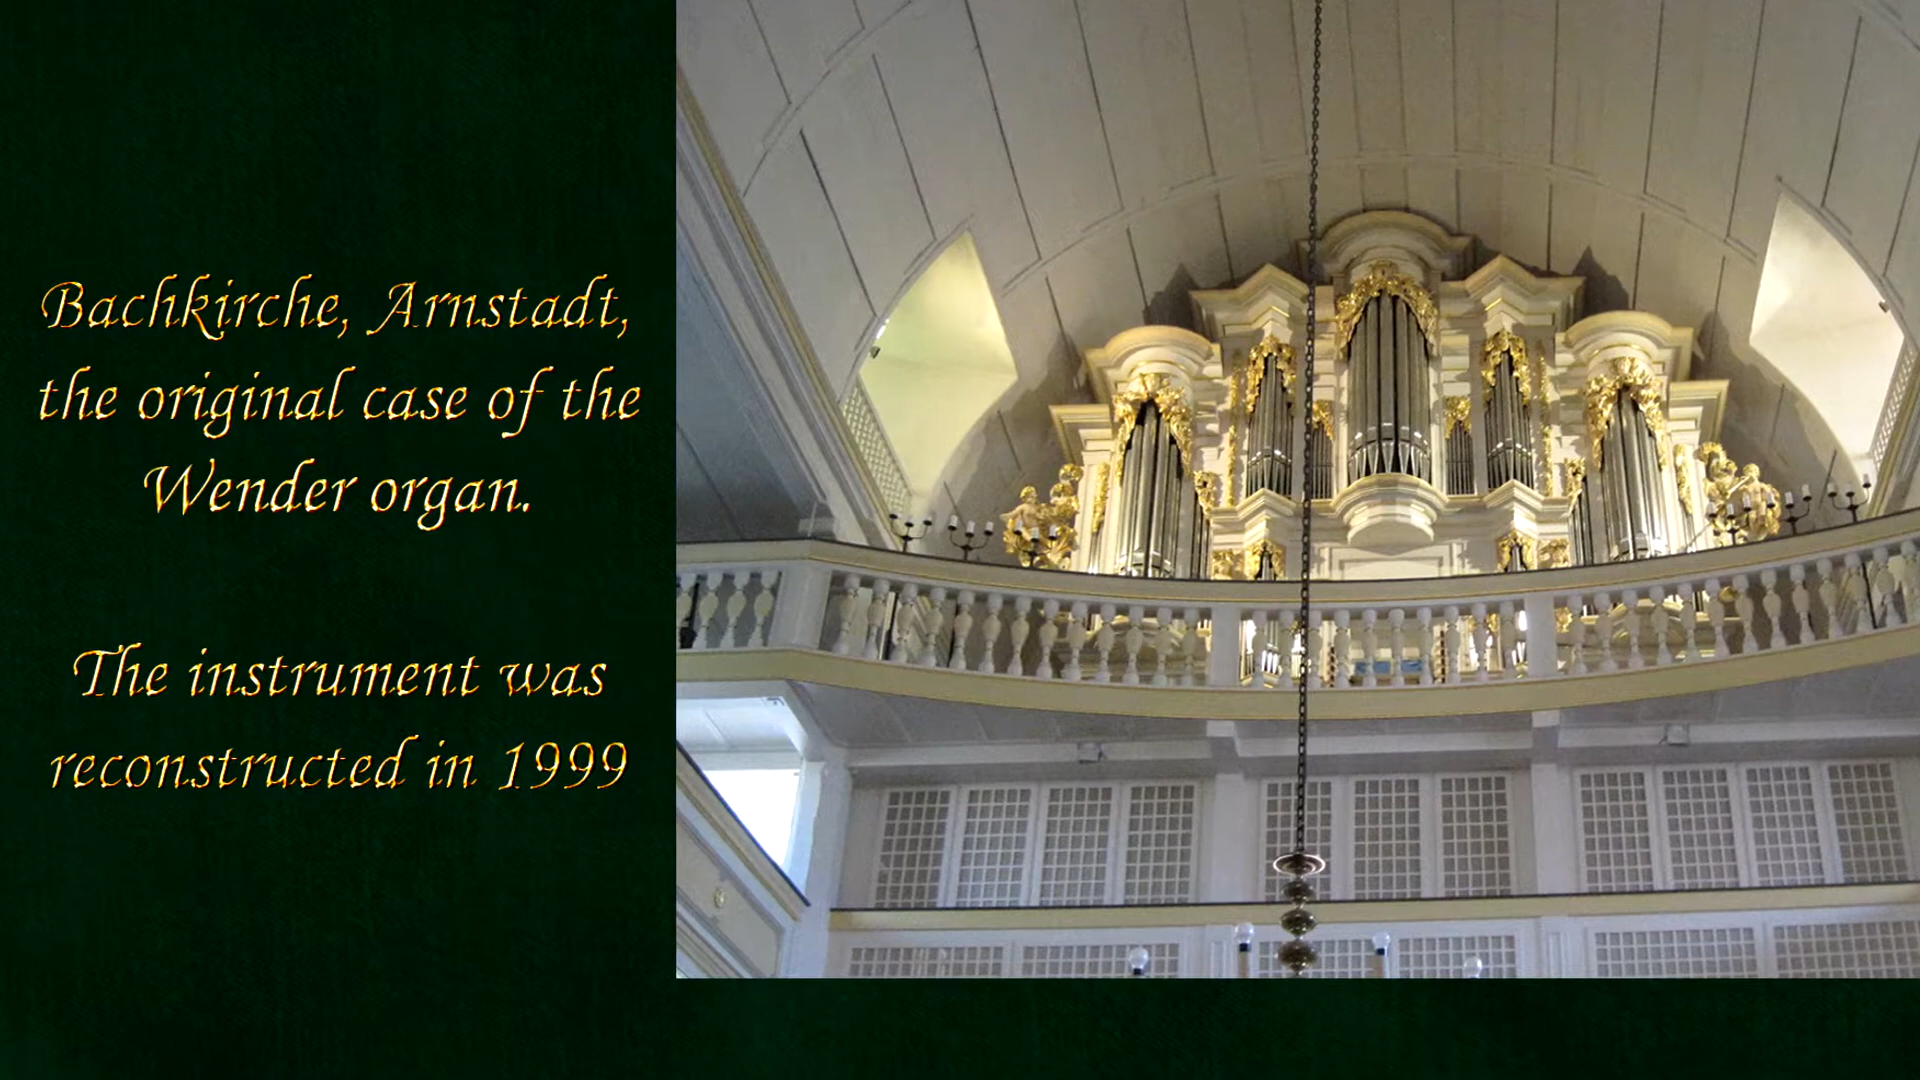 Bachkirche, Arnstadt,
the original case of the
Wender organ.
The instrument was
reconstructed in 1999